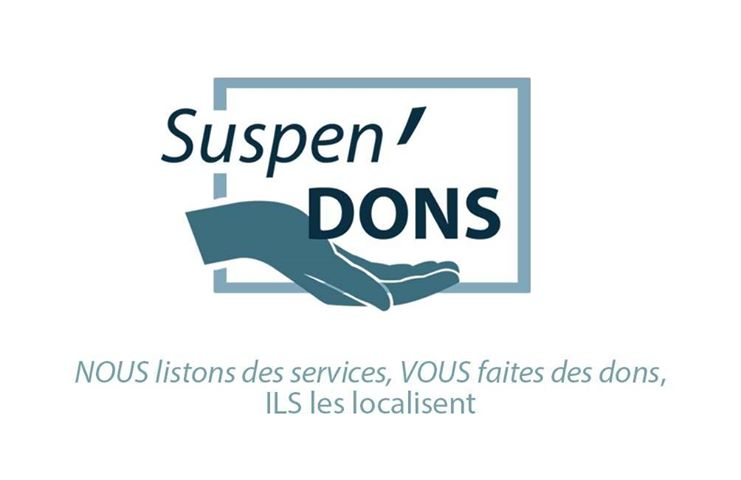 Suspen'
DONS
NOUS listons des services, VOUS faites des dons,
ILS les localisent